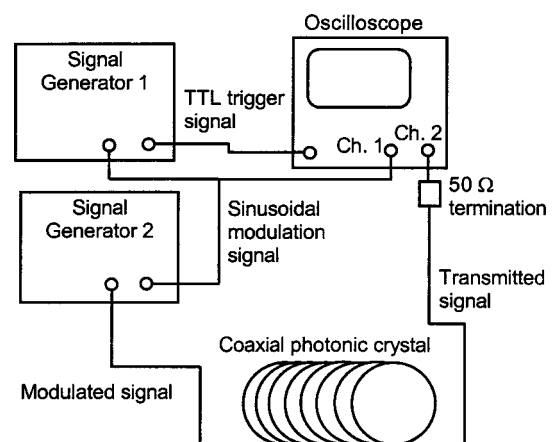 Oscilloscope
Signal
Generator 1
TTL trigger
signal
Ch. 1
Ch. 2
50 Ω
termination
Signal
Generator 2
Sinusoidal
modulation
signal
Transmitted
signal
Coaxial photonic crystal
Modulated signal